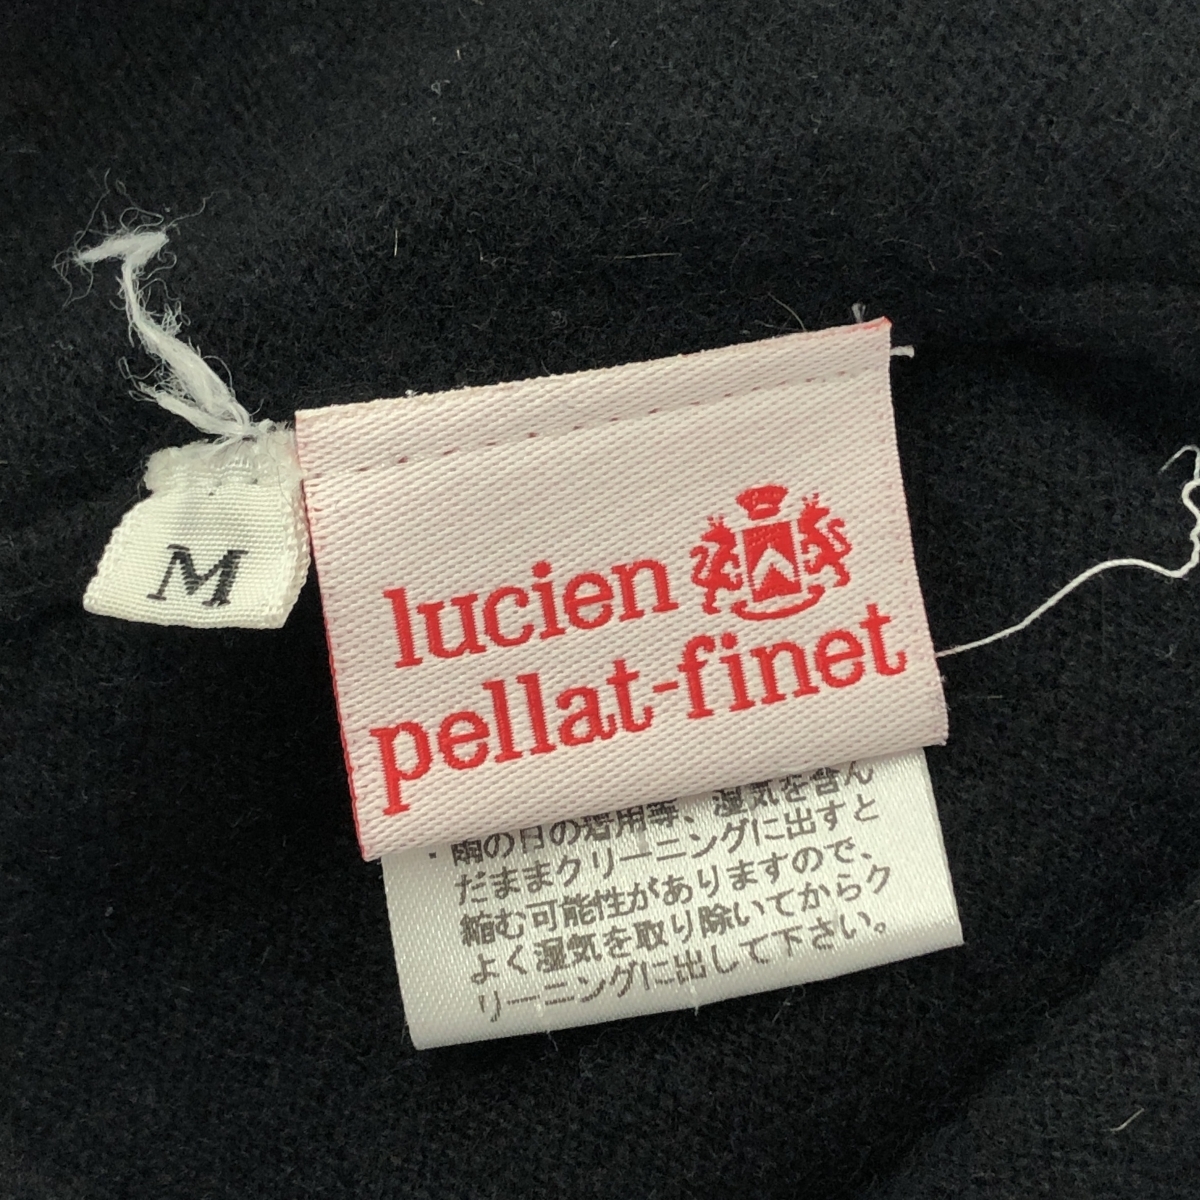 M
lucien
pellat-finet
・雨の日の着用等、湿気を含ん
だままクリーニングに出すと
縮む可能性がありますので、
よく湿気を取り除いてからク
リーニングに出して下さい。